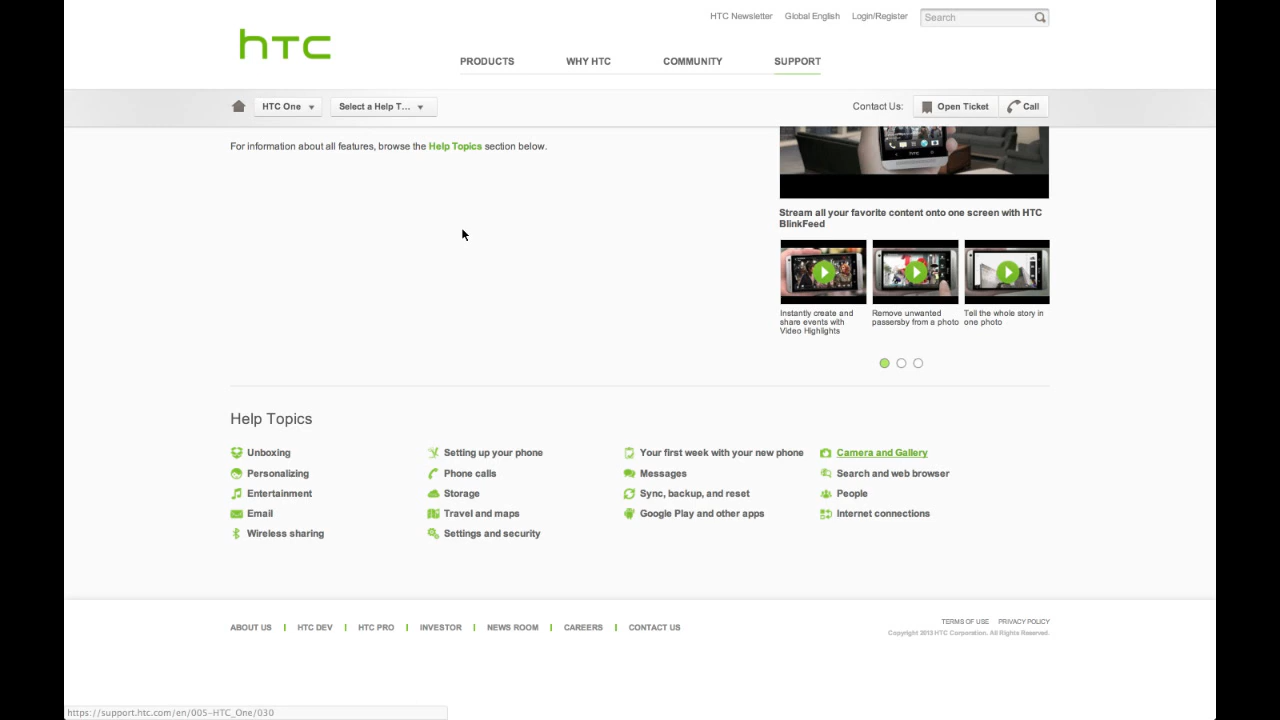 HTC Newsletter Global English Login/Register Search
hTC
PRODUCTS WHY HTC COMMUNITY SUPPORT
HTC One Select a Help T... Contact Us: Open Ticket Call
For information about all features, browse the Help Topics section below.
Stream all your favorite content onto one screen with HTC
BlinkFeed
Instantly create and
share events with
Video Highlights
Remove unwanted
passersby from a photo
Tell the whole story in
one photo
Help Topics
Unboxing Setting up your phone Your first week with your new phone Camera and Gallery
Personalizing Phone calls Messages Search and web browser
Entertainment Storage Sync, backup, and reset People
Email Travel and maps Google Play and other apps Internet connections
Wireless sharing Settings and security
ABOUT US HTC DEV HTC PRO INVESTOR NEWS ROOM CAREERS CONTACT US
TERMS OF USE PRIVACY POLICY
Copyright 2013 HTC Corporation. All Rights Reserved.
https://support.htc.com/en/005-HTC_One/030